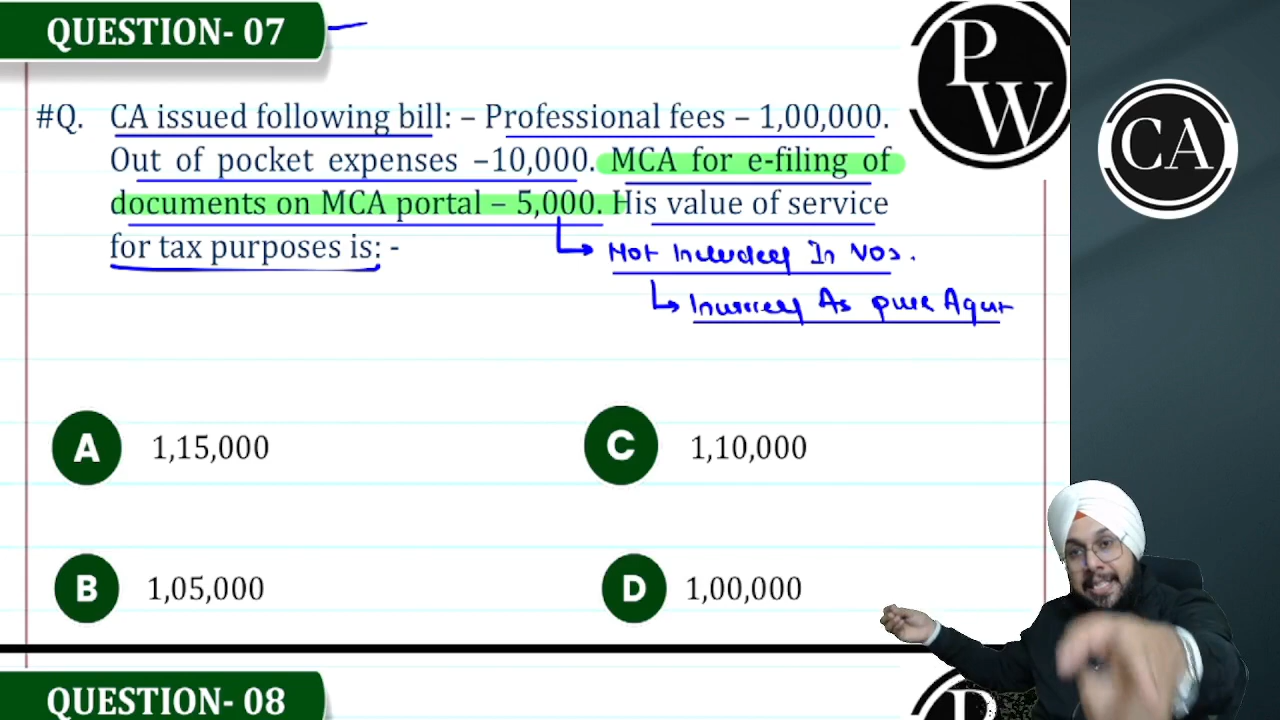 QUESTION- 07
PW
CA
#Q. CA issued following bill: – Professional fees – 1,00,000.
Out of pocket expenses –10,000. MCA for e-filing of
documents on MCA portal – 5,000. His value of service
for tax purposes is: -
Not Included In VOS.
Incurred As pure Agent
A 1,15,000
C 1,10,000
B 1,05,000
D 1,00,000
QUESTION- 08
P